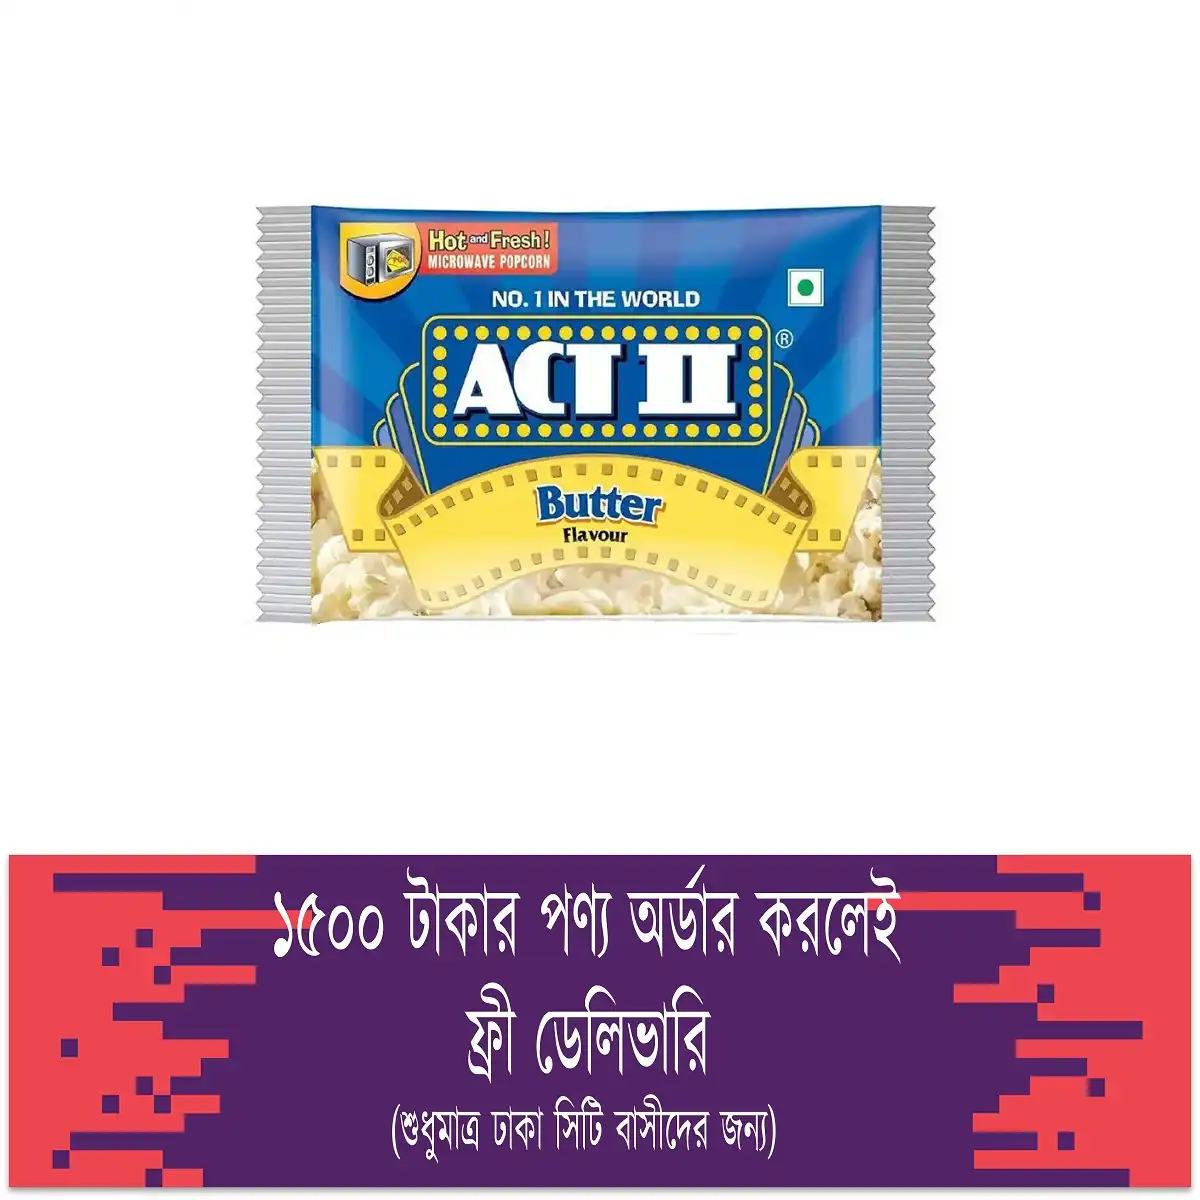 Hot and Fresh!
MICROWAVE POPCORN
NO. 1 IN THE WORLD
ACT II ®
Butter
Flavour
১৫০০ টাকার পণ্য অর্ডার করলেই
ফ্রী ডেলিভারি
(শুধুমাত্র ঢাকা সিটি বাসীদের জন্য)